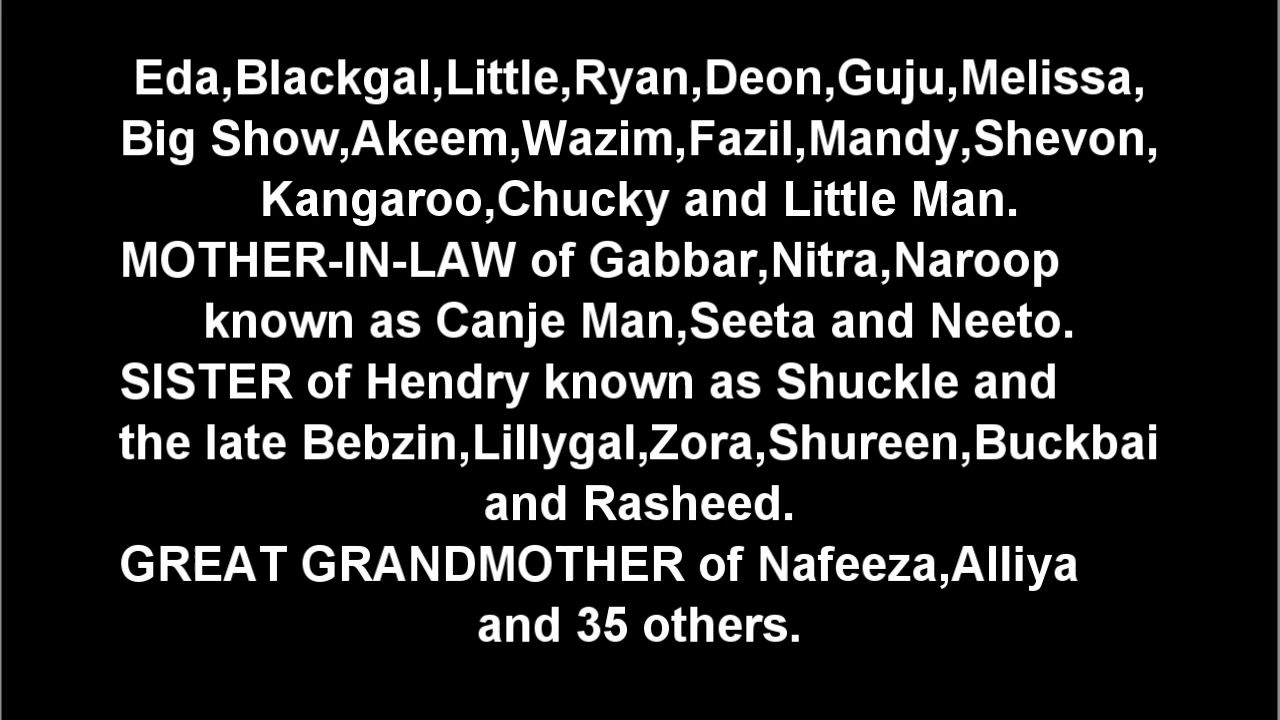 Eda,Blackgal,Little,Ryan,Deon,Guju,Melissa,
Big Show,Akeem,Wazim,Fazil,Mandy,Shevon,
Kangaroo,Chucky and Little Man.
MOTHER-IN-LAW of Gabbar,Nitra,Naroop
known as Canje Man,Seeta and Neeto.
SISTER of Hendry known as Shuckle and
the late Bebzin,Lillygal,Zora,Shureen,Buckbai
and Rasheed.
GREAT GRANDMOTHER of Nafeeza,Alliya
and 35 others.